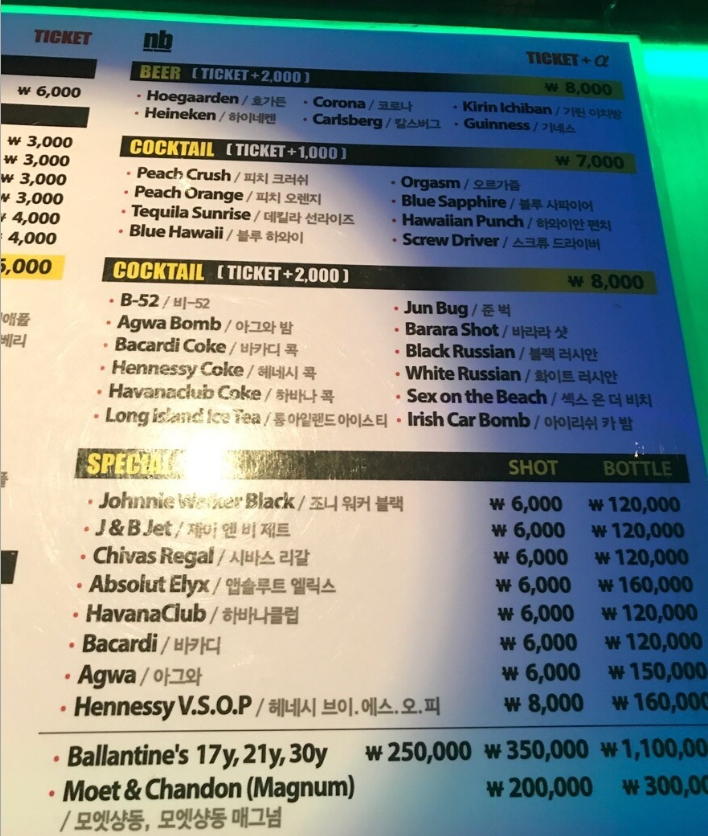 TICKET
nb
TICKET + α
₩ 6,000
BEER ( TICKET+2,000 ) ₩ 8,000
• Hoegaarden / 호가든 • Corona / 코로나 • Kirin Ichiban / 기린 이치방
• Heineken / 하이네켄 • Carlsberg / 칼스버그 • Guinness / 기네스
₩ 3,000
₩ 3,000
₩ 3,000
₩ 3,000
₩ 4,000
4,000
5,000
COCKTAIL ( TICKET+1,000 ) ₩ 7,000
• Peach Crush / 피치 크러쉬 • Orgasm / 오르가즘
• Peach Orange / 피치 오렌지 • Blue Sapphire / 블루 사파이어
• Tequila Sunrise / 데킬라 선라이즈 • Hawaiian Punch / 하와이안 펀치
• Blue Hawaii / 블루 하와이 • Screw Driver / 스크류 드라이버
COCKTAIL ( TICKET+2,000 ) ₩ 8,000
• B-52 / 비-52 • Jun Bug / 준 벅
• Agwa Bomb / 아그와 밤 • Barara Shot / 바라라 샷
• Bacardi Coke / 바카디 콕 • Black Russian / 블랙 러시안
• Hennessy Coke / 헤네시 콕 • White Russian / 화이트 러시안
• Havanaclub Coke / 하바나 콕 • Sex on the Beach / 섹스 온 더 비치
• Long Island Ice Tea / 롱 아일랜드 아이스 티 • Irish Car Bomb / 아이리쉬 카 밤
애플
베리
SPECIAL SHOT BOTTLE
• Johnnie Walker Black / 조니 워커 블랙 ₩ 6,000 ₩ 120,000
• J & B Jet / 제이 엔 비 제트 ₩ 6,000 ₩ 120,000
• Chivas Regal / 시바스 리갈 ₩ 6,000 ₩ 120,000
• Absolut Elyx / 앱솔루트 엘릭스 ₩ 6,000 ₩ 160,000
• HavanaClub / 하바나클럽 ₩ 6,000 ₩ 120,000
• Bacardi / 바카디 ₩ 6,000 ₩ 120,000
• Agwa / 아그와 ₩ 6,000 ₩ 150,000
• Hennessy V.S.O.P / 헤네시 브이.에스.오.피 ₩ 8,000 ₩ 160,000
• Ballantine's 17y, 21y, 30y ₩ 250,000 ₩ 350,000 ₩ 1,100,00
• Moet & Chandon (Magnum) ₩ 200,000 ₩ 300,00
/ 모엣샹동, 모엣샹동 매그넘